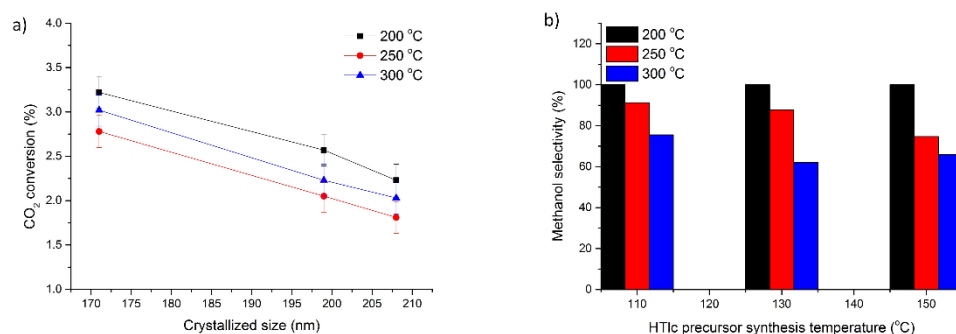 a)
4.0
3.5
3.0
2.5
2.0
1.5
1.0
CO2 conversion (%)
200 °C
250 °C
300 °C
170 175 180 185 190 195 200 205 210
Crystallized size (nm)
b)
120
100
80
60
40
20
0
Methanol selectivity (%)
200 °C
250 °C
300 °C
110 120 130 140 150
HTlc precursor synthesis temperature (°C)